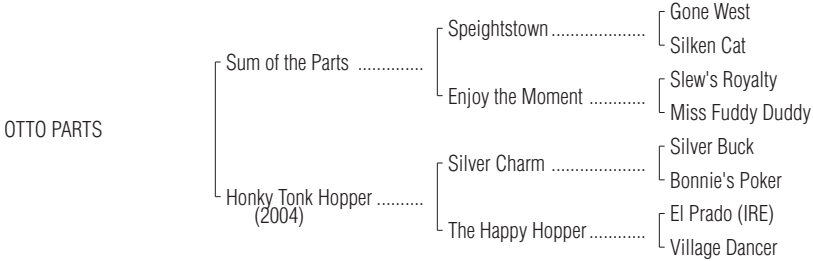 Gone West
Speightstown .....................
Silken Cat
Sum of the Parts ..............
Slew's Royalty
Enjoy the Moment ............
Miss Fuddy Duddy
OTTO PARTS
Silver Buck
Silver Charm .....................
Bonnie's Poker
Honky Tonk Hopper ..........
(2004)
El Prado (IRE)
The Happy Hopper ............
Village Dancer